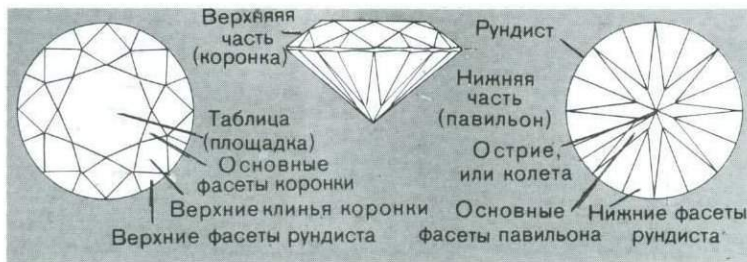 Верхняяя
часть
(коронка)
Рундист
Нижняя
часть
(павильон)
Таблица
(площадка)
Острие,
или колета
Основные
фасеты коронки
Верхние клинья коронки
Верхние фасеты рундиста
Основные
фасеты павильона
Нижние фасеты
рундиста